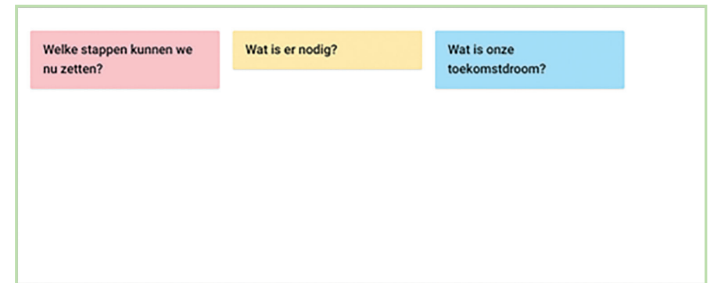 Welke stappen kunnen we
nu zetten?
Wat is er nodig?
Wat is onze
toekomstdroom?